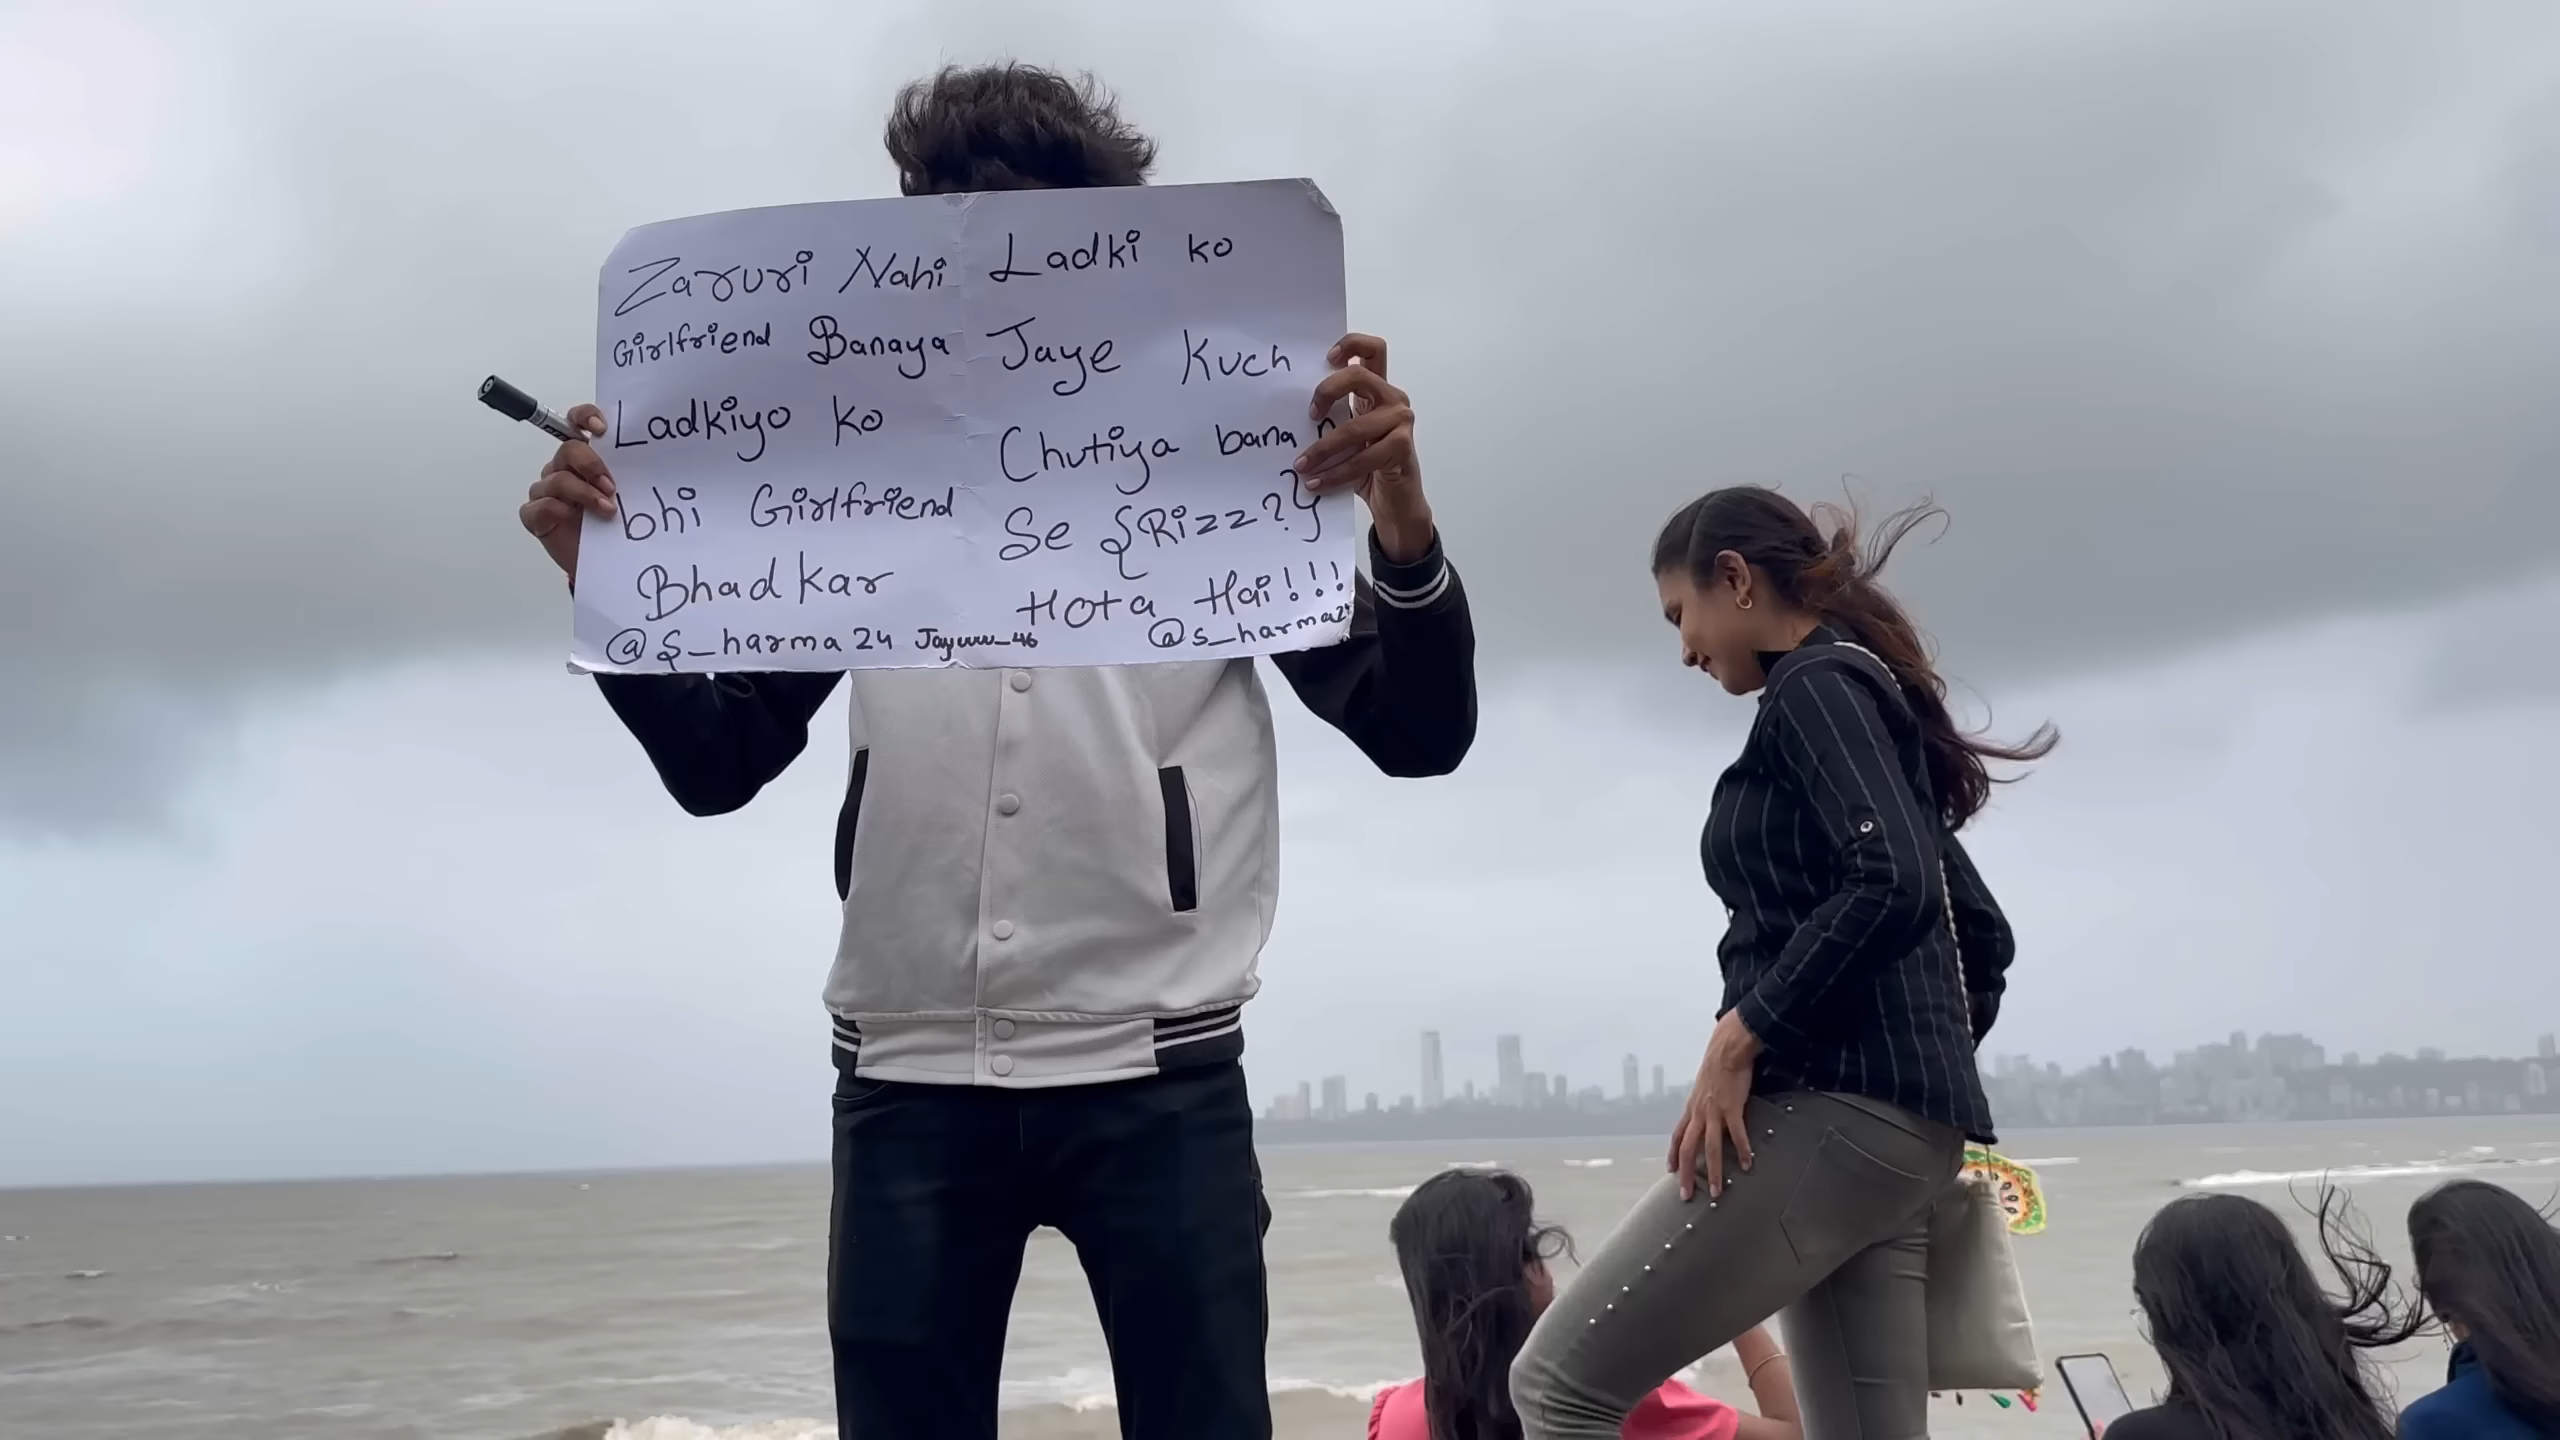 Zaruri Nahi Ladki ko
Girlfriend Banaya Jaye Kuch
Ladkiyo ko Chutiya
bhi Girlfriend Se {Rizz?}
Bhadkar Hota Hai!!!
@s_harma24 Jayuuu_46 @s_harma24